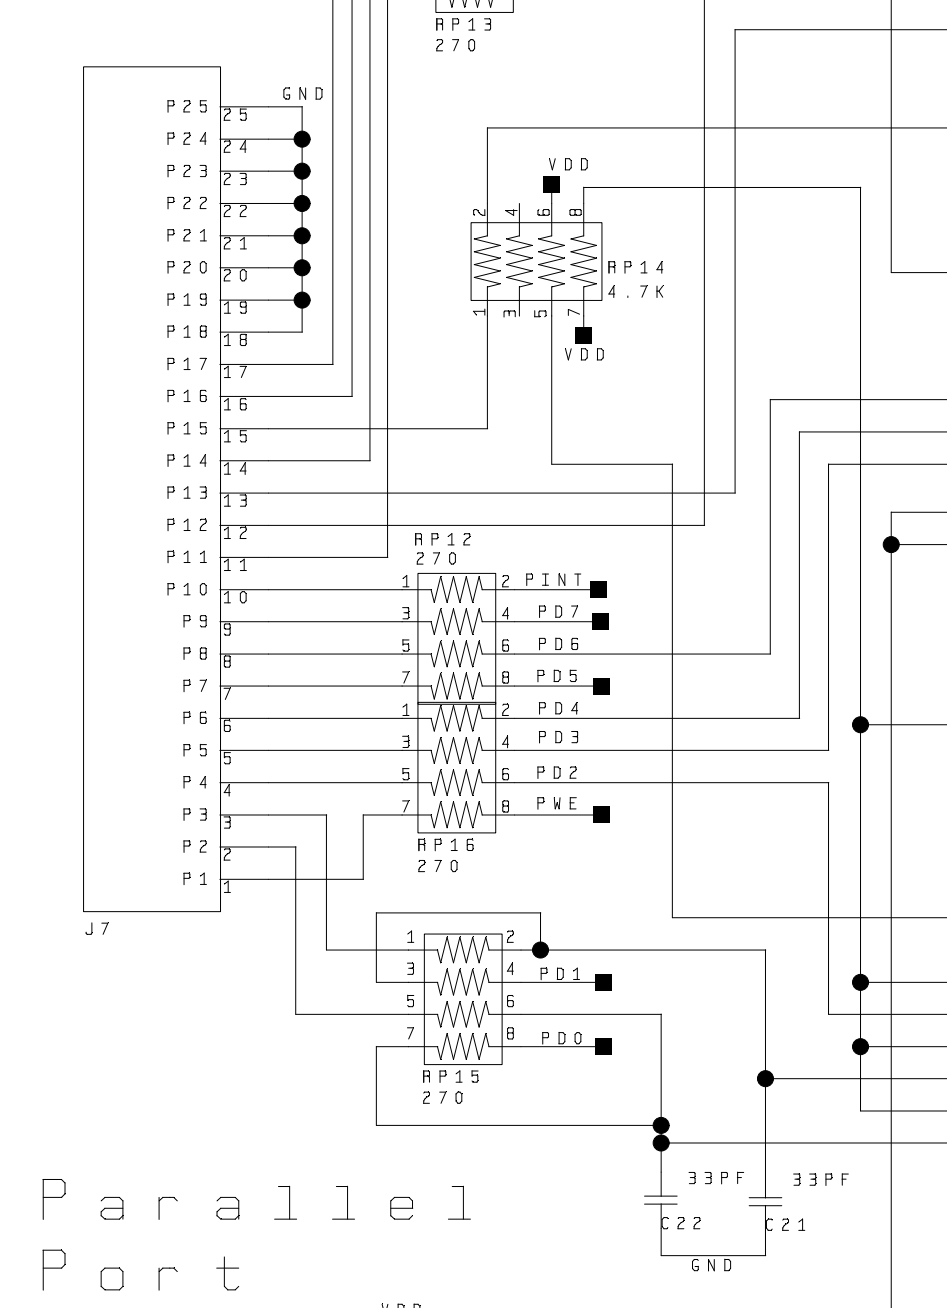 RP13
270
GND
P25 25
P24 24
P23 23
P22 22
P21 21
P20 20
P19 19
P18 18
P17 17
P16 16
P15 15
P14 14
P13 13
P12 12
P11 11
P10 10
P9 9
P8 8
P7 7
P6 6
P5 5
P4 4
P3 3
P2 2
P1 1
J7
VDD
2 4 6 8
RP14
4.7K
1 3 5 7
VDD
RP12
270
1 2 PINT
3 4 PD7
5 6 PD6
7 8 PD5
1 2 PD4
3 4 PD3
5 6 PD2
7 8 PWE
RP16
270
1 2
3 4 PD1
5 6
7 8 PD0
RP15
270
33PF 33PF
C22 C21
GND
Parallel
Port